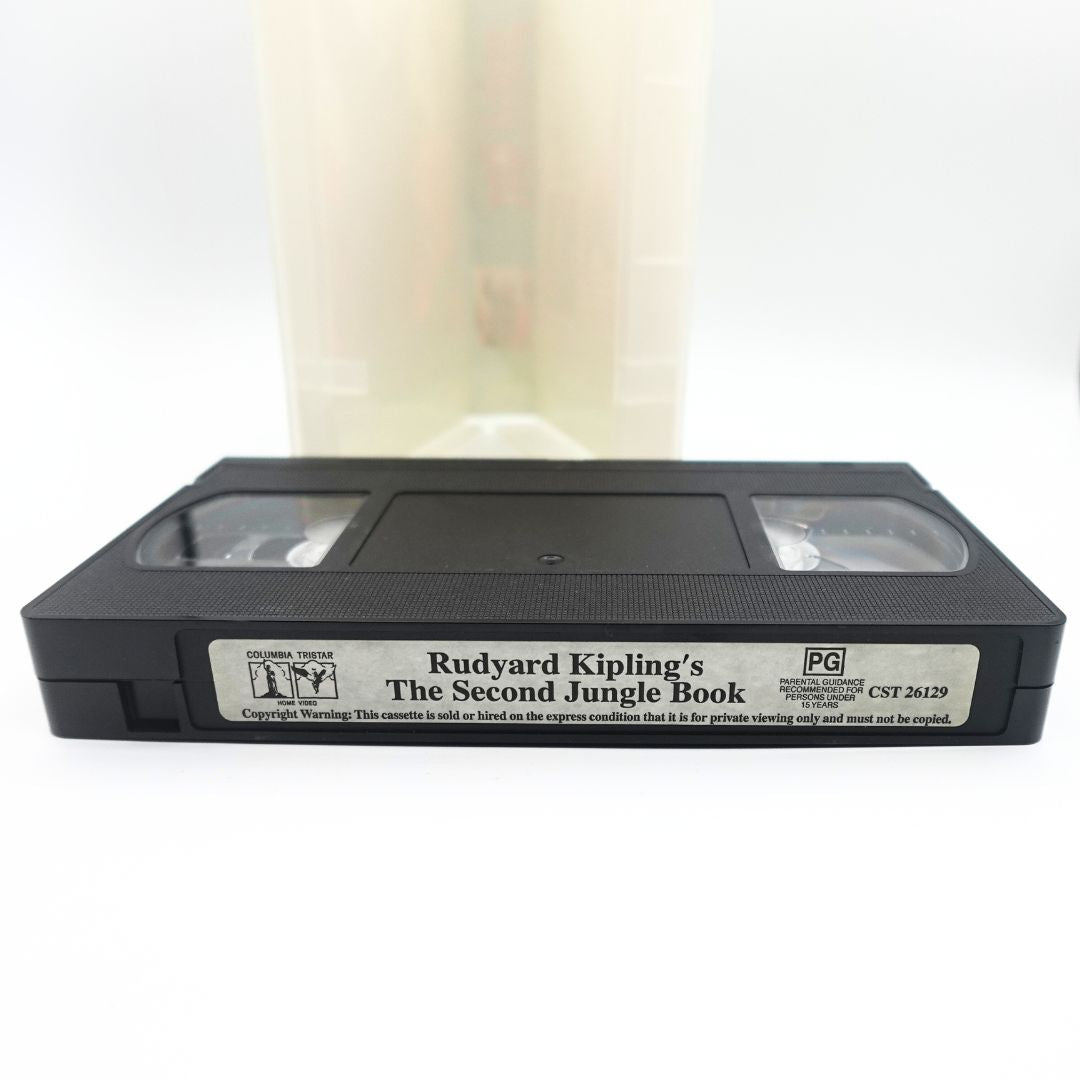 COLUMBIA TRISTAR
HOME VIDEO
Rudyard Kipling's
The Second Jungle Book
PG
PARENTAL GUIDANCE
RECOMMENDED FOR
PERSONS UNDER
15 YEARS
CST 26129
Copyright Warning: This cassette is sold or hired on the express condition that it is for private viewing only and must not be copied.